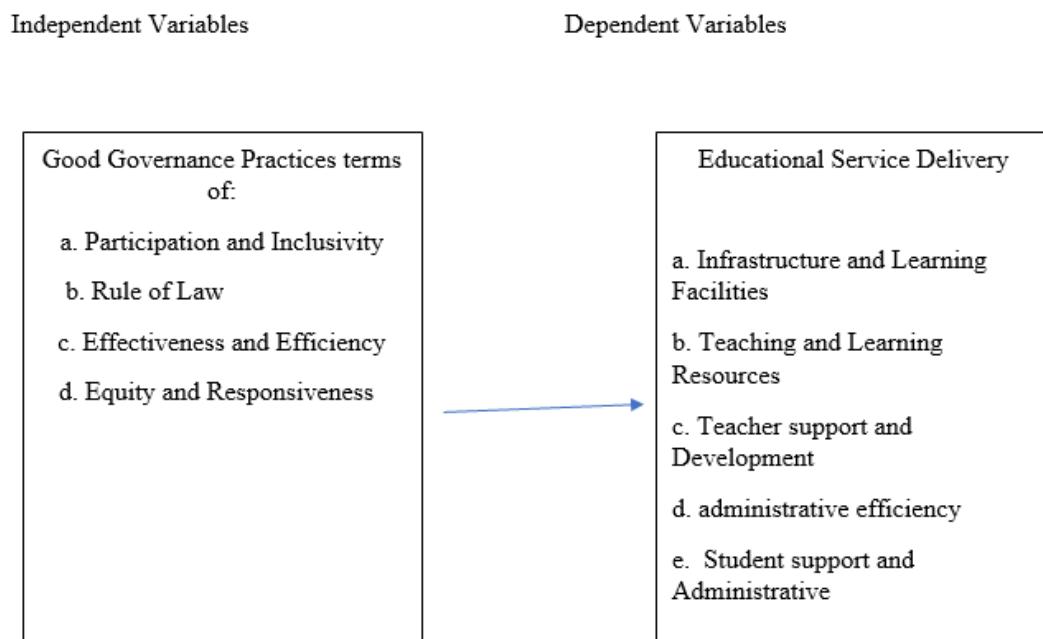 Independent Variables
Dependent Variables
Good Governance Practices terms
of:
a. Participation and Inclusivity
b. Rule of Law
c. Effectiveness and Efficiency
d. Equity and Responsiveness
Educational Service Delivery
a. Infrastructure and Learning
Facilities
b. Teaching and Learning
Resources
c. Teacher support and
Development
d. administrative efficiency
e. Student support and
Administrative